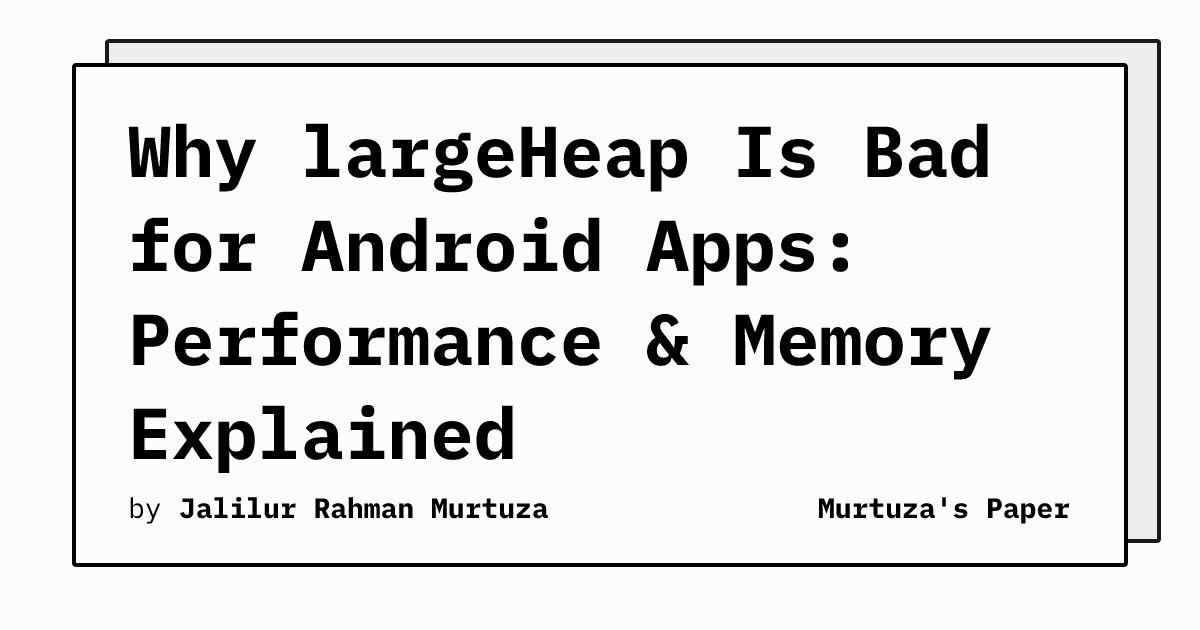 Why largeHeap Is Bad
for Android Apps:
Performance & Memory
Explained
by Jalilur Rahman Murtuza
Murtuza's Paper